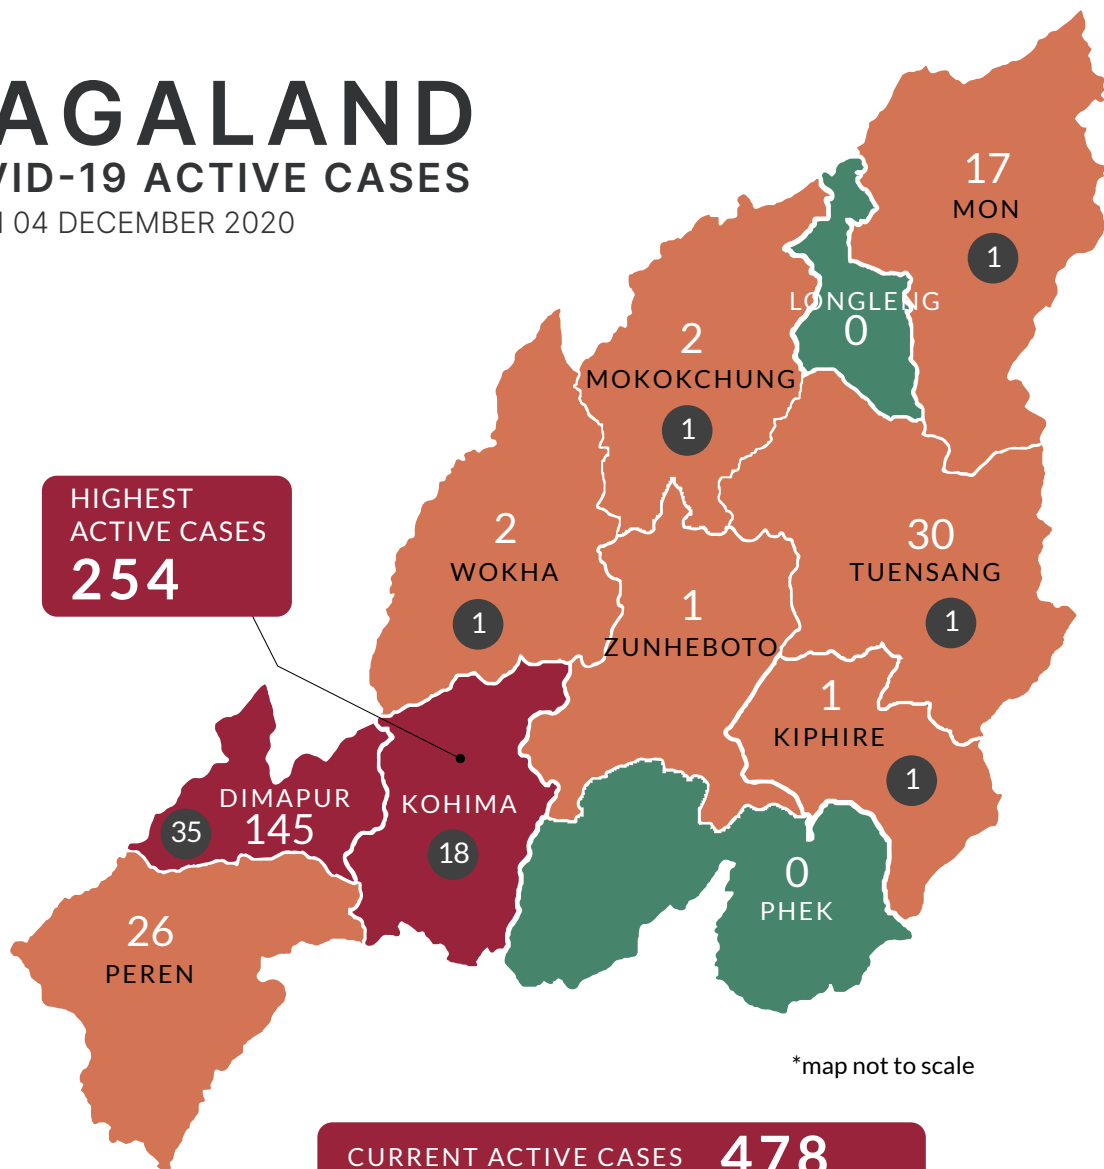 AGALAND
VID-19 ACTIVE CASES
04 DECEMBER 2020
17
MON
1
LONGLENG
0
2
MOKOKCHUNG
1
HIGHEST
ACTIVE CASES
254
2
WOKHA
1
30
TUENSANG
1
1
ZUNHEBOTO
1
KIPHIRE
1
DIMAPUR
35
145
KOHIMA
18
0
PHEK
26
PEREN
*map not to scale
CURRENT ACTIVE CASES 478